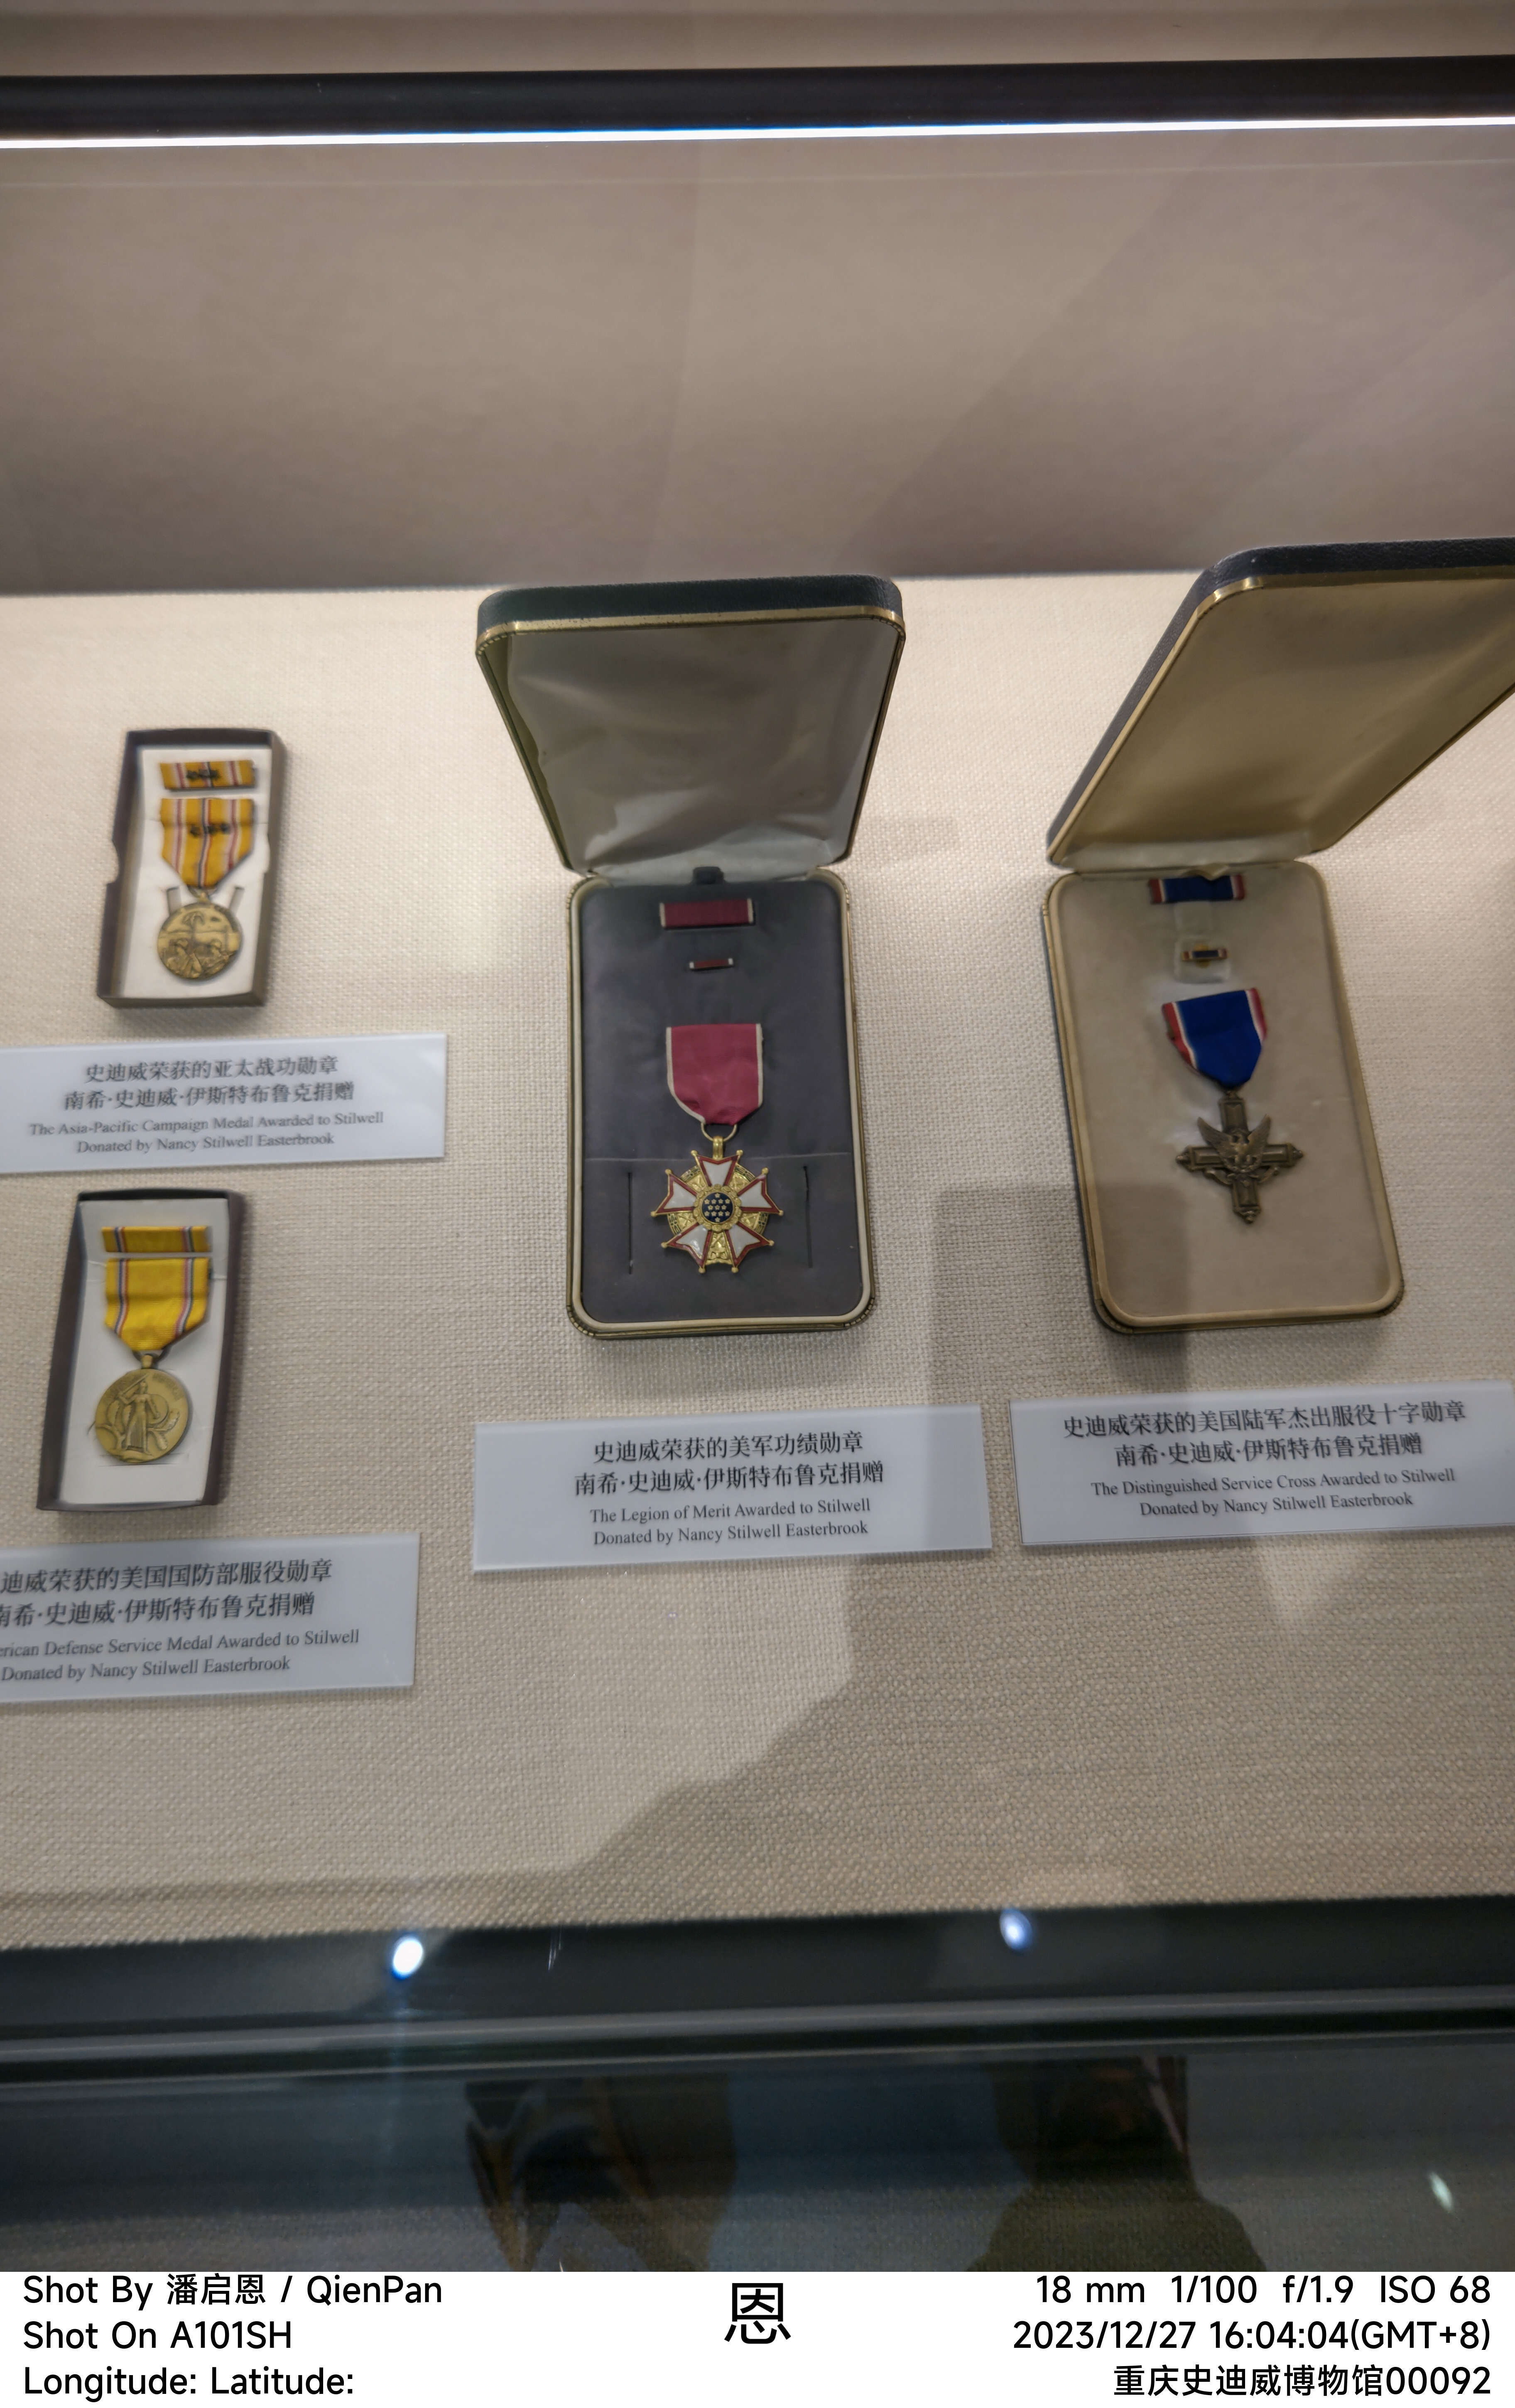 史迪威荣获的亚太战功勋章
南希·史迪威·伊斯特布鲁克捐赠
The Asia-Pacific Campaign Medal Awarded to Stilwell
Donated by Nancy Stilwell Easterbrook
迪威荣获的美国国防部服役勋章
南希·史迪威·伊斯特布鲁克捐赠
Defense Service Medal Awarded to Stilwell
Donated by Nancy Stilwell Easterbrook
史迪威荣获的美军功绩勋章
南希·史迪威·伊斯特布鲁克捐赠
The Legion of Merit Awarded to Stilwell
Donated by Nancy Stilwell Easterbrook
史迪威荣获的美国陆军杰出服役十字勋章
南希·史迪威·伊斯特布鲁克捐赠
The Distinguished Service Cross Awarded to Stilwell
Donated by Nancy Stilwell Easterbrook
Shot By 潘启恩 / QienPan
Shot On A101SH
Longitude: Latitude:
恩
18 mm 1/100 f/1.9 ISO 68
2023/12/27 16:04:04(GMT+8)
重庆史迪威博物馆00092